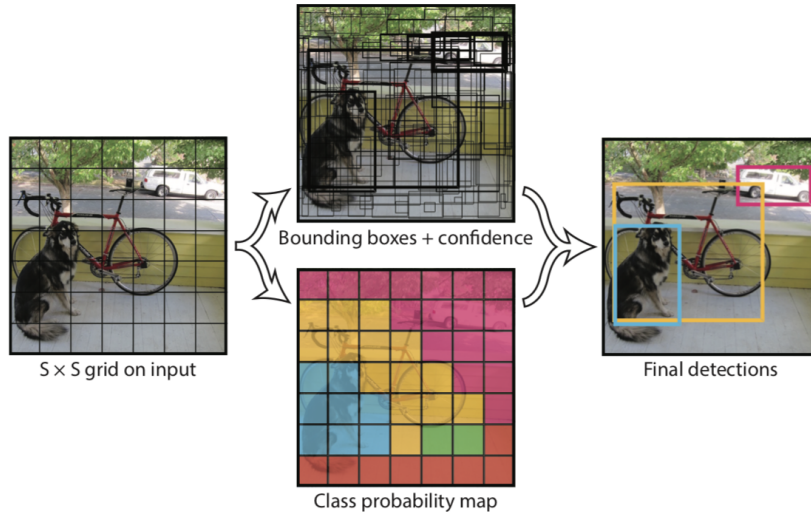 Bounding boxes + confidence
S × S grid on input
Final detections
Class probability map